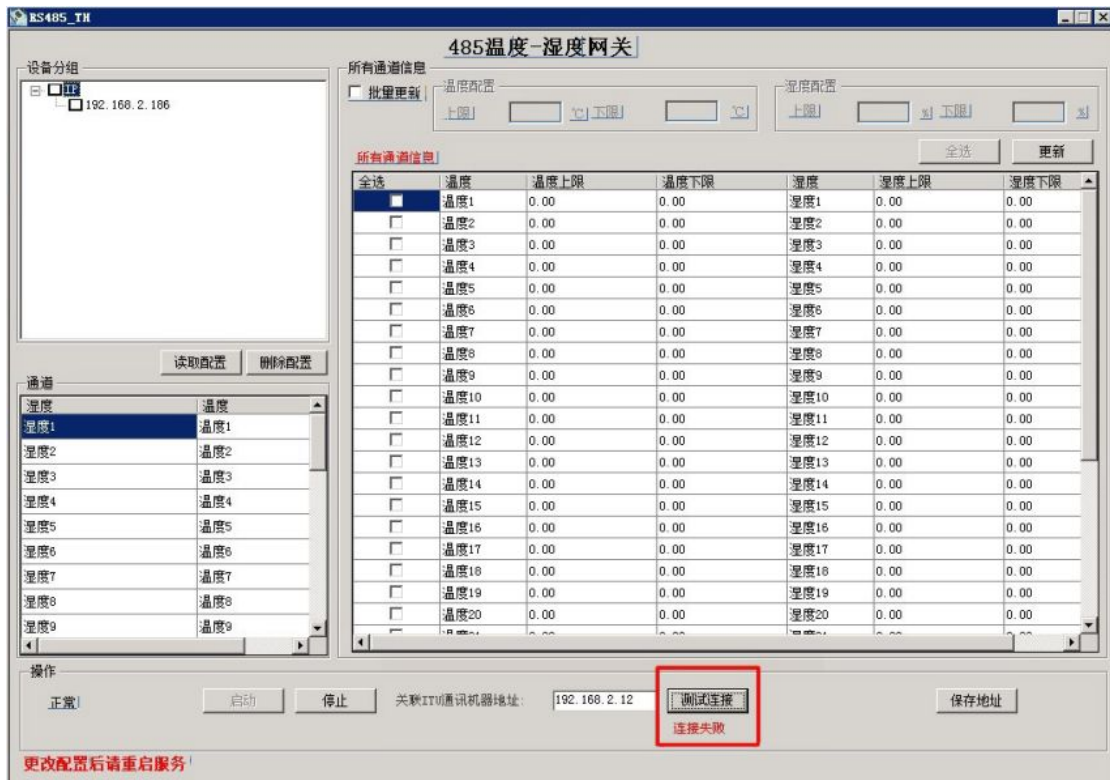 RS485_TH
485温度-湿度网关
设备分组
IP
192.168.2.186
读取配置 删除配置
所有通道信息
批量更新
温度配置
上限 ℃ 下限 ℃
湿度配置
上限 % 下限 %
所有通道信息
全选 更新
全选 温度 温度上限 温度下限 湿度 湿度上限 湿度下限
温度1 0.00 0.00 湿度1 0.00 0.00
温度2 0.00 0.00 湿度2 0.00 0.00
温度3 0.00 0.00 湿度3 0.00 0.00
温度4 0.00 0.00 湿度4 0.00 0.00
温度5 0.00 0.00 湿度5 0.00 0.00
温度6 0.00 0.00 湿度6 0.00 0.00
温度7 0.00 0.00 湿度7 0.00 0.00
温度8 0.00 0.00 湿度8 0.00 0.00
温度9 0.00 0.00 湿度9 0.00 0.00
温度10 0.00 0.00 湿度10 0.00 0.00
温度11 0.00 0.00 湿度11 0.00 0.00
温度12 0.00 0.00 湿度12 0.00 0.00
温度13 0.00 0.00 湿度13 0.00 0.00
温度14 0.00 0.00 湿度14 0.00 0.00
温度15 0.00 0.00 湿度15 0.00 0.00
温度16 0.00 0.00 湿度16 0.00 0.00
温度17 0.00 0.00 湿度17 0.00 0.00
温度18 0.00 0.00 湿度18 0.00 0.00
温度19 0.00 0.00 湿度19 0.00 0.00
温度20 0.00 0.00 湿度20 0.00 0.00
通道
湿度 温度
湿度1 温度1
湿度2 温度2
湿度3 温度3
湿度4 温度4
湿度5 温度5
湿度6 温度6
湿度7 温度7
湿度8 温度8
湿度9 温度9
操作
正常 启动 停止 关联ITV通讯机器地址: 192.168.2.12 测试连接 保存地址
连接失败
更改配置后请重启服务